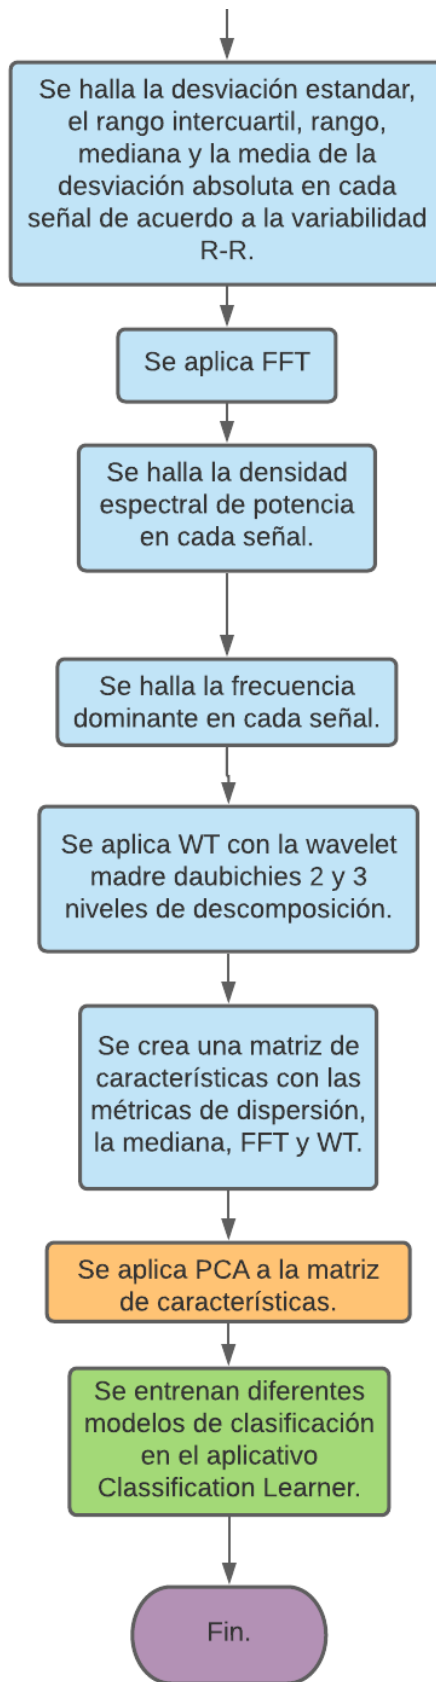 Se halla la desviación estandar,
el rango intercuartil, rango,
mediana y la media de la
desviación absoluta en cada
señal de acuerdo a la variabilidad
R-R.
Se aplica FFT
Se halla la densidad
espectral de potencia
en cada señal.
Se halla la frecuencia
dominante en cada señal.
Se aplica WT con la wavelet
madre daubichies 2 y 3
niveles de descomposición.
Se crea una matriz de
características con las
métricas de dispersión,
la mediana, FFT y WT.
Se aplica PCA a la matriz
de características.
Se entrenan diferentes
modelos de clasificación
en el aplicativo
Classification Learner.
Fin.